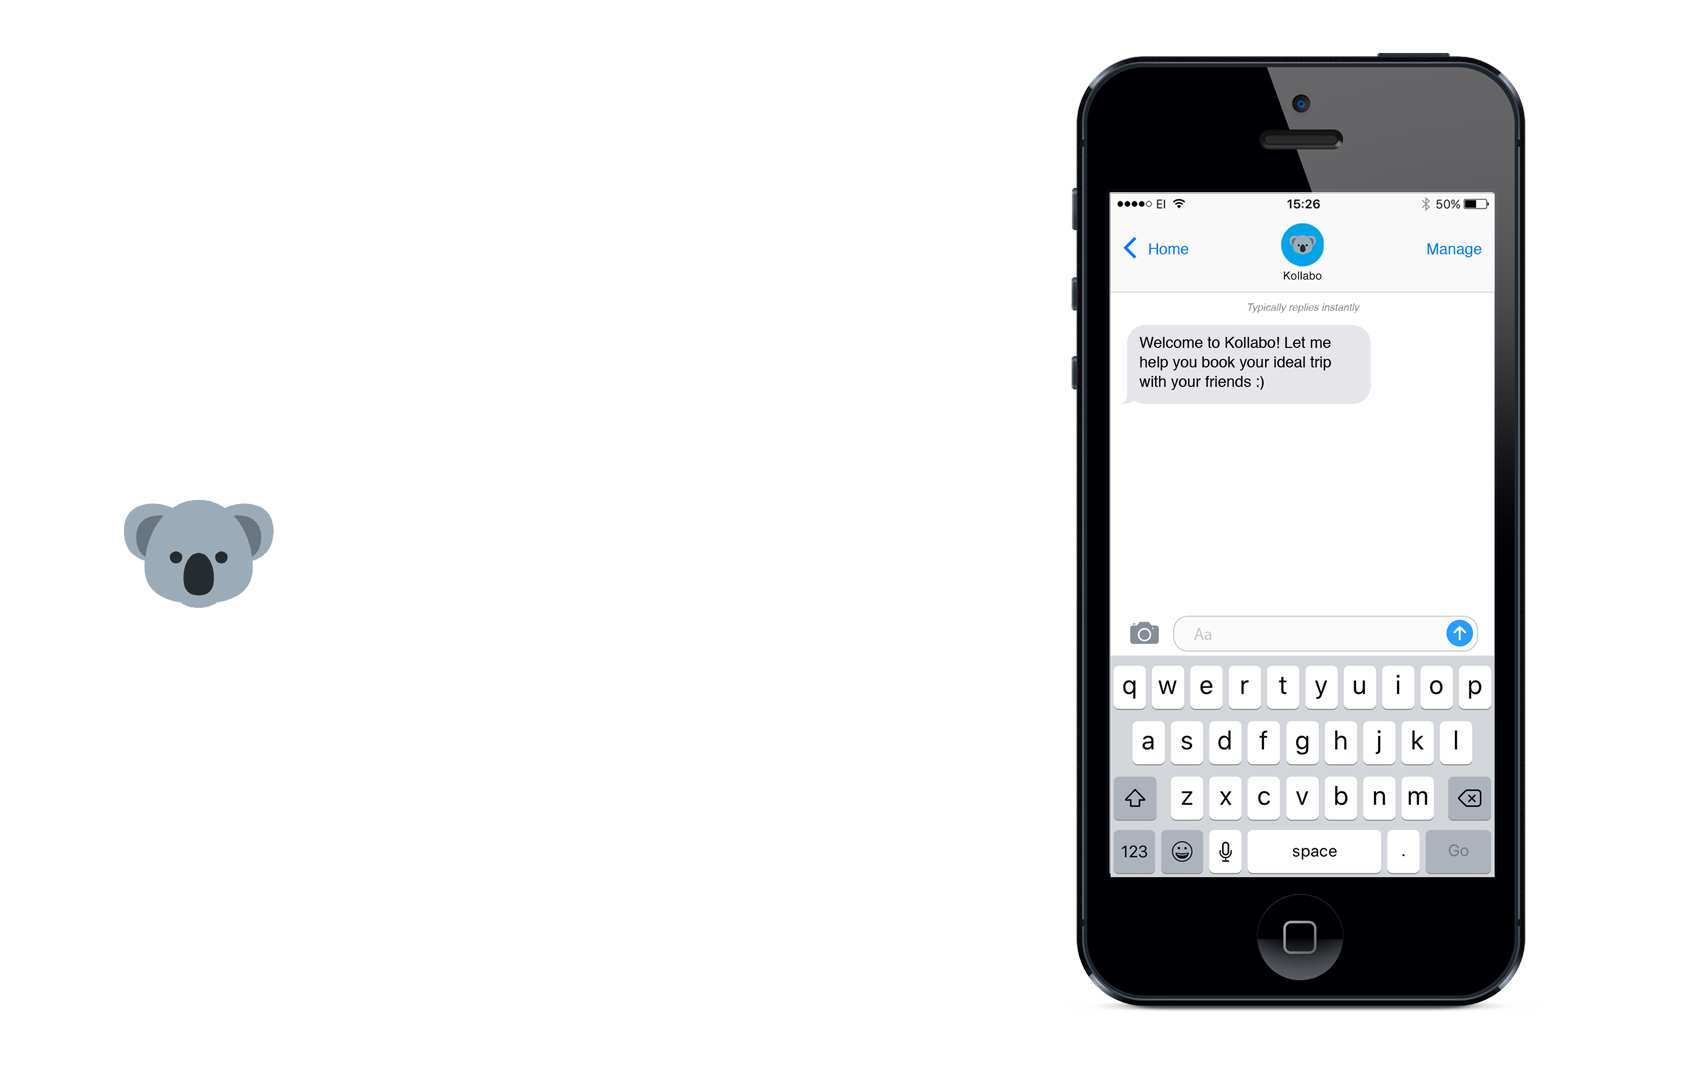 EI 15:26 50%
Home Manage
Kollabo
Typically replies instantly
Welcome to Kollabo! Let me
help you book your ideal trip
with your friends :)
Aa
q w e r t y u i o p
a s d f g h j k l
z x c v b n m
123 space . Go